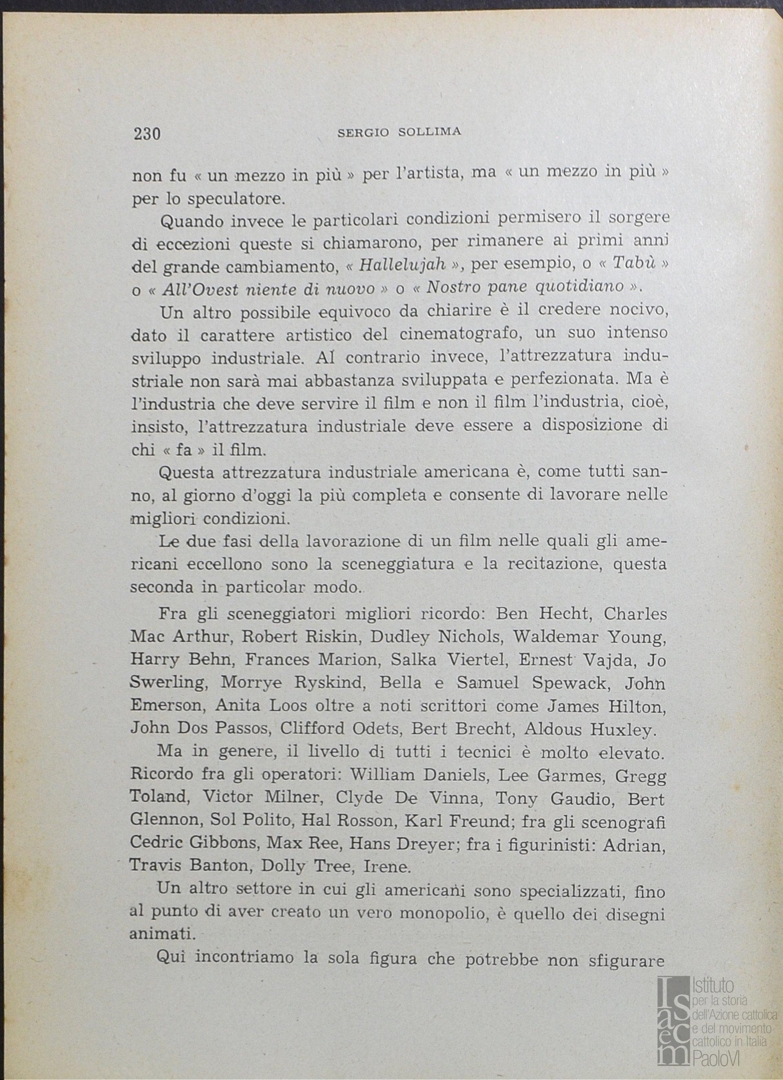 230
SERGIO SOLLIMA
non fu « un mezzo in più » per l'artista, ma « un mezzo in più »
per lo speculatore.
Quando invece le particolari condizioni permisero il sorgere
di eccezioni queste si chiamarono, per rimanere ai primi anni
del grande cambiamento, « Hallelujah », per esempio, o « Tabù »
o « All'Ovest niente di nuovo » o « Nostro pane quotidiano ».
Un altro possibile equivoco da chiarire è il credere nocivo,
dato il carattere artistico del cinematografo, un suo intenso
sviluppo industriale. Al contrario invece, l'attrezzatura indu-
striale non sarà mai abbastanza sviluppata e perfezionata. Ma è
l'industria che deve servire il film e non il film l'industria, cioè,
insisto, l'attrezzatura industriale deve essere a disposizione di
chi « fa » il film.
Questa attrezzatura industriale americana è, come tutti san-
no, al giorno d'oggi la più completa e consente di lavorare nelle
migliori condizioni.
Le due fasi della lavorazione di un film nelle quali gli ame-
ricani eccellono sono la sceneggiatura e la recitazione, questa
seconda in particolar modo.
Fra gli sceneggiatori migliori ricordo: Ben Hecht, Charles
Mac Arthur, Robert Riskin, Dudley Nichols, Waldemar Young,
Harry Behn, Frances Marion, Salka Viertel, Ernest Vajda, Jo
Swerling, Morrye Ryskind, Bella e Samuel Spewack, John
Emerson, Anita Loos oltre a noti scrittori come James Hilton,
John Dos Passos, Clifford Odets, Bert Brecht, Aldous Huxley.
Ma in genere, il livello di tutti i tecnici è molto elevato.
Ricordo fra gli operatori: William Daniels, Lee Garmes, Gregg
Toland, Victor Milner, Clyde De Vinna, Tony Gaudio, Bert
Glennon, Sol Polito, Hal Rosson, Karl Freund; fra gli scenografi
Cedric Gibbons, Max Ree, Hans Dreyer; fra i figurinisti: Adrian,
Travis Banton, Dolly Tree, Irene.
Un altro settore in cui gli americani sono specializzati, fino
al punto di aver creato un vero monopolio, è quello dei disegni
animati.
Qui incontriamo la sola figura che potrebbe non sfigurare
Isacem
Istituto
per la storia
dell'Azione cattolica
e del movimento
cattolico in Italia
PaoloVI